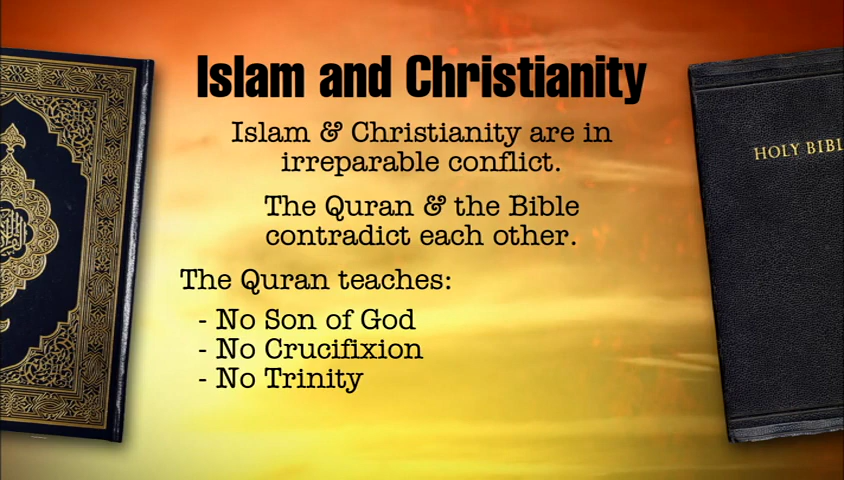 Islam and Christianity
Islam & Christianity are in
irreparable conflict.
The Quran & the Bible
contradict each other.
The Quran teaches:
- No Son of God
- No Crucifixion
- No Trinity
HOLY BIBL